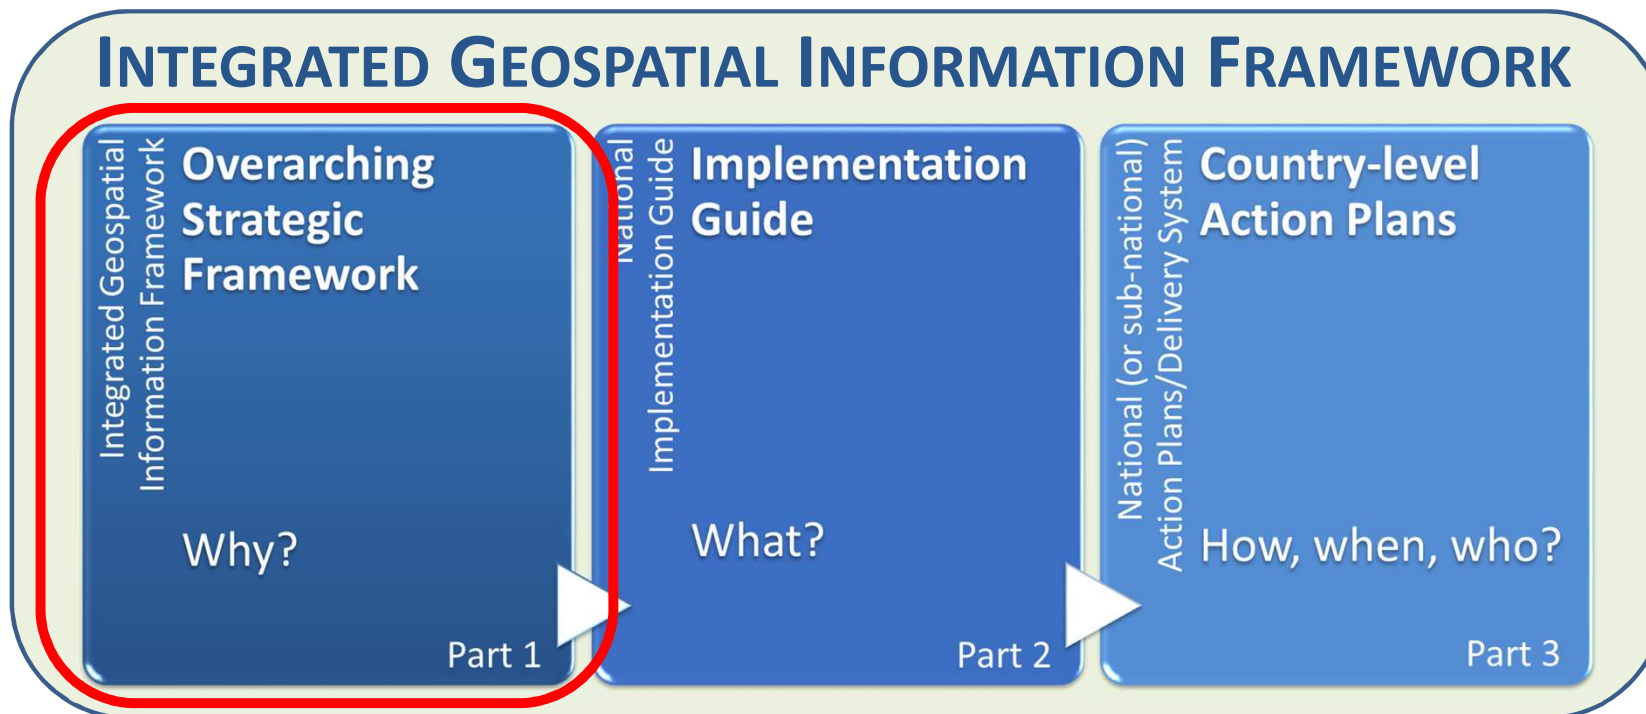 INTEGRATED GEOSPATIAL INFORMATION FRAMEWORK
Integrated Geospatial
Information Framework
Overarching
Strategic
Framework
Why?
Part 1
National
Implementation Guide
Implementation
Guide
What?
Part 2
National (or sub-national)
Action Plans/Delivery System
Country-level
Action Plans
How, when, who?
Part 3